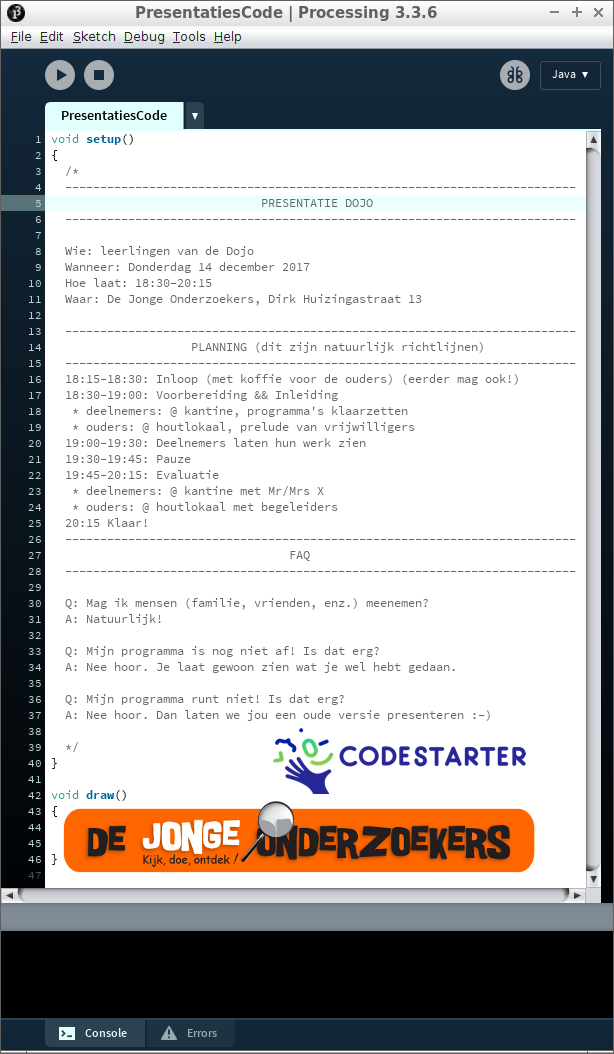 PresentatiesCode | Processing 3.3.6
File Edit Sketch Debug Tools Help
Java ▼
PresentatiesCode ▼
1 void setup()
2 {
3 /*
4 -------------------------------------------------------------------------
5 PRESENTATIE DOJO
6 -------------------------------------------------------------------------
7
8 Wie: leerlingen van de Dojo
9 Wanneer: Donderdag 14 december 2017
10 Hoe laat: 18:30-20:15
11 Waar: De Jonge Onderzoekers, Dirk Huizingastraat 13
12
13 -------------------------------------------------------------------------
14 PLANNING (dit zijn natuurlijk richtlijnen)
15 -------------------------------------------------------------------------
16 18:15-18:30: Inloop (met koffie voor de ouders) (eerder mag ook!)
17 18:30-19:00: Voorbereiding && Inleiding
18 * deelnemers: @ kantine, programma's klaarzetten
19 * ouders: @ houtlokaal, prelude van vrijwilligers
20 19:00-19:30: Deelnemers laten hun werk zien
21 19:30-19:45: Pauze
22 19:45-20:15: Evaluatie
23 * deelnemers: @ kantine met Mr/Mrs X
24 * ouders: @ houtlokaal met begeleiders
25 20:15 Klaar!
26 -------------------------------------------------------------------------
27 FAQ
28 -------------------------------------------------------------------------
29
30 Q: Mag ik mensen (familie, vrienden, enz.) meenemen?
31 A: Natuurlijk!
32
33 Q: Mijn programma is nog niet af! Is dat erg?
34 A: Nee hoor. Je laat gewoon zien wat je wel hebt gedaan.
35
36 Q: Mijn programma runt niet! Is dat erg?
37 A: Nee hoor. Dan laten we jou een oude versie presenteren :-)
38
39 */
CODESTARTER
40 }
41
42 void draw()
43 {
44
DE JONGE ONDERZOEKERS
45
Kijk, doe, ontdek /
46 }
47
Console Errors